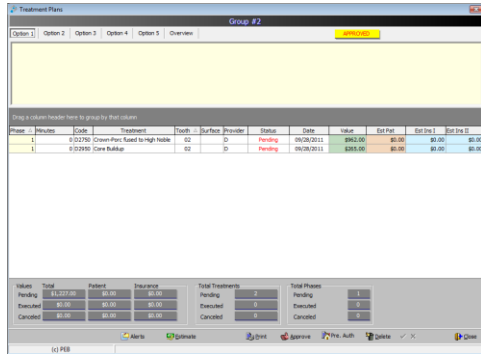 Treatment Plans
Group #2
Option 1 Option 2 Option 3 Option 4 Option 5 Overview APPROVED
Drag a column header here to group by that column
Phase Minutes Code Treatment Tooth Surface Provider Status Date Value Est Pat Est Ins I Est Ins II
1 0 D2750 Crown-Porc fused to High Noble 02 D Pending 09/28/2011 $962.00 $0.00 $0.00 $0.00
1 0 D2950 Core Buildup 02 D Pending 09/28/2011 $265.00 $0.00 $0.00 $0.00
Values Total Patient Insurance Total Treatments Total Phases
Pending $1,227.00 $0.00 $0.00 Pending 2 Pending 1
Executed $0.00 $0.00 $0.00 Executed 0 Executed 0
Canceled $0.00 $0.00 $0.00 Canceled 0 Canceled 0
Alerts Estimate Print Approve Pre. Auth Delete Close
(c) PEB